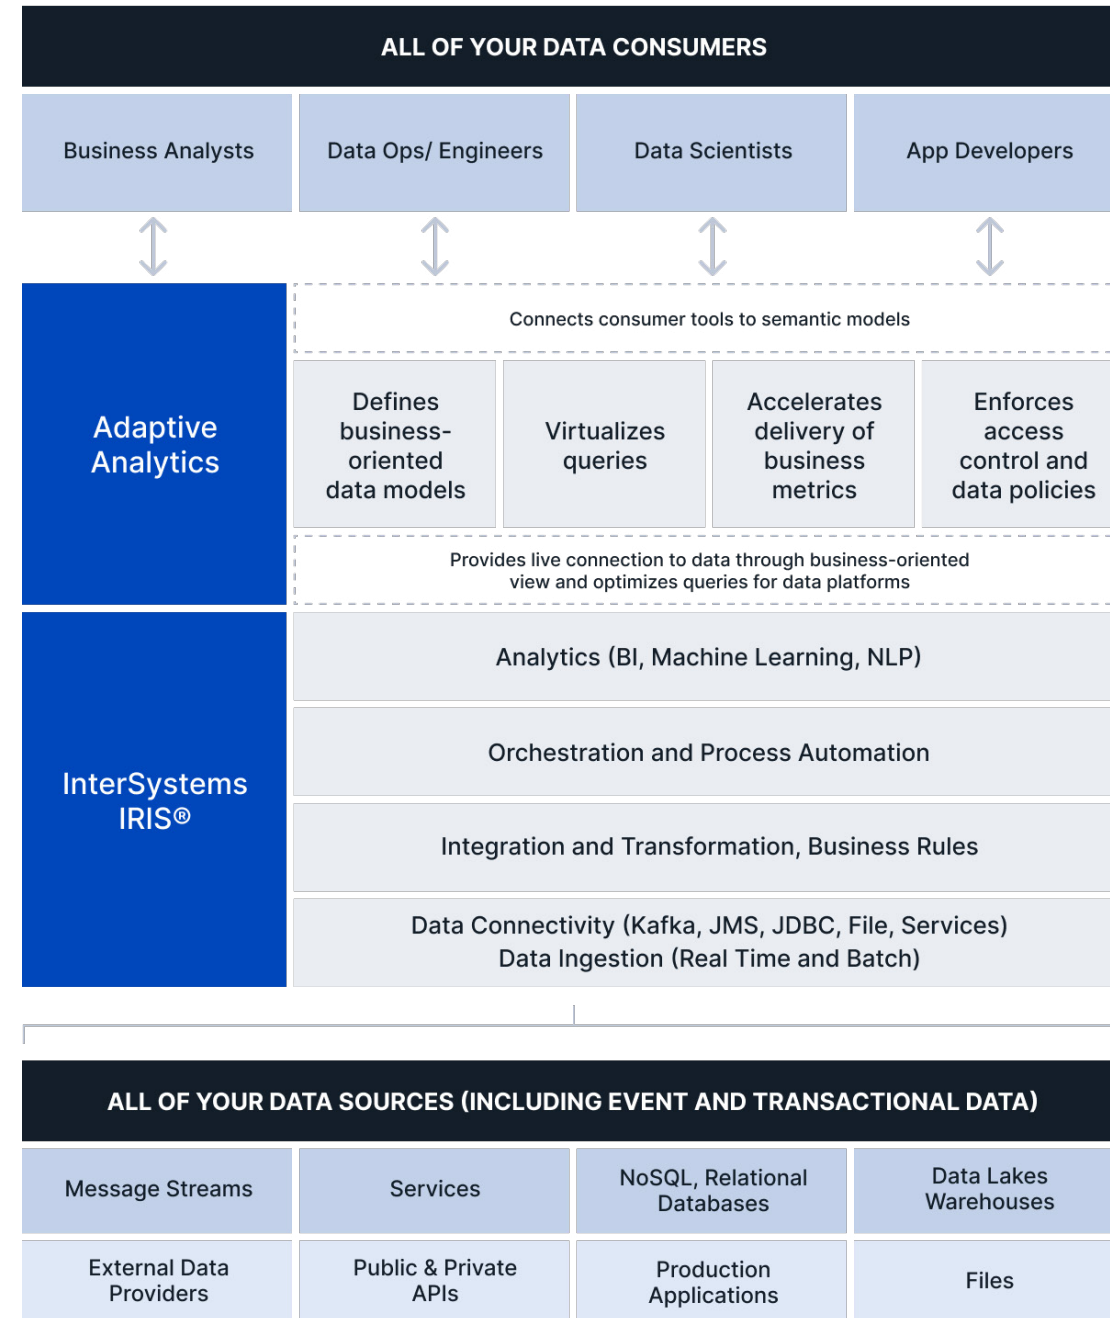 ALL OF YOUR DATA CONSUMERS
Business Analysts
Data Ops/ Engineers
Data Scientists
App Developers
Adaptive
Analytics
Connects consumer tools to semantic models
Defines
business-
oriented
data models
Virtualizes
queries
Accelerates
delivery of
business
metrics
Enforces
access
control and
data policies
Provides live connection to data through business-oriented
view and optimizes queries for data platforms
InterSystems
IRIS®
Analytics (BI, Machine Learning, NLP)
Orchestration and Process Automation
Integration and Transformation, Business Rules
Data Connectivity (Kafka, JMS, JDBC, File, Services)
Data Ingestion (Real Time and Batch)
ALL OF YOUR DATA SOURCES (INCLUDING EVENT AND TRANSACTIONAL DATA)
Message Streams
Services
NoSQL, Relational
Databases
Data Lakes
Warehouses
External Data
Providers
Public & Private
APIs
Production
Applications
Files